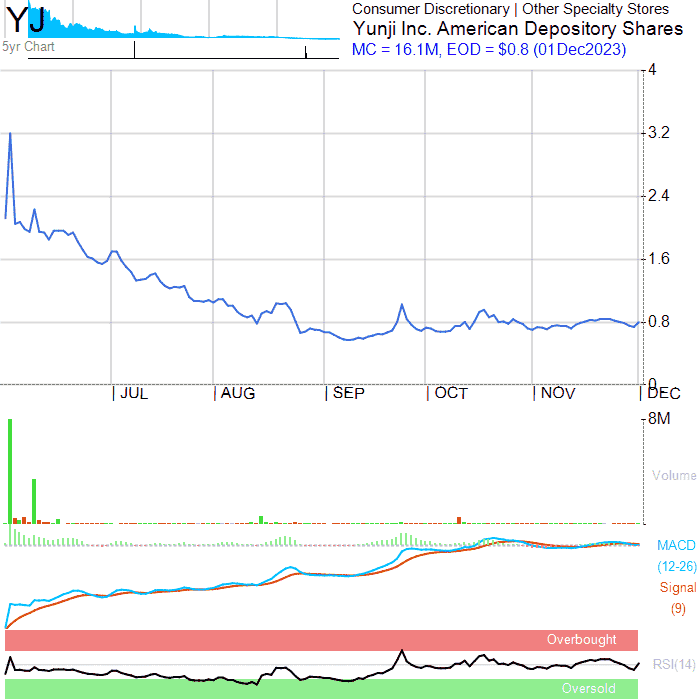 YJ
5yr Chart
Consumer Discretionary | Other Specialty Stores
Yunji Inc. American Depository Shares
MC = 16.1M, EOD = $0.8 (01Dec2023)
4
3.2
2.4
1.6
0.8
0
JUL
AUG
SEP
OCT
NOV
DEC
8M
Volume
MACD
(12-26)
Signal
(9)
Overbought
RSI(14)
Oversold